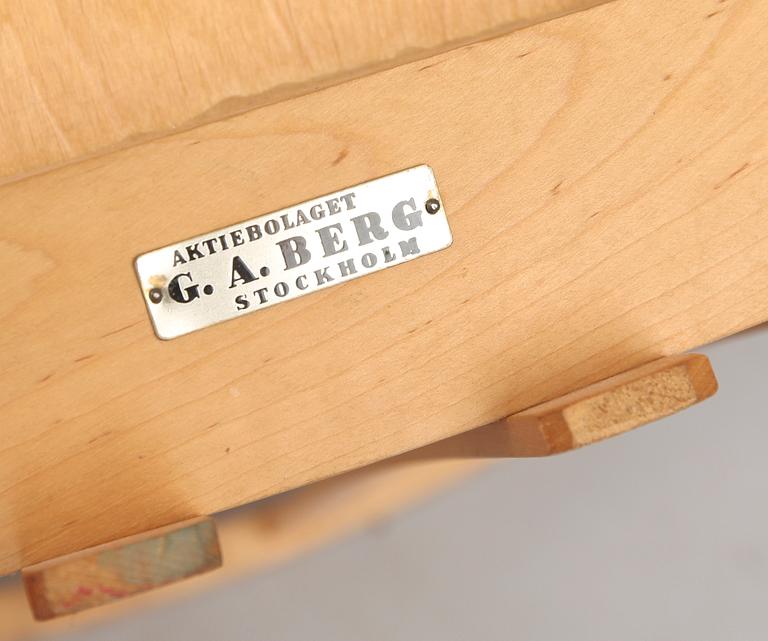 AKTIEBOLAGET
G. A. BERG
STOCKHOLM